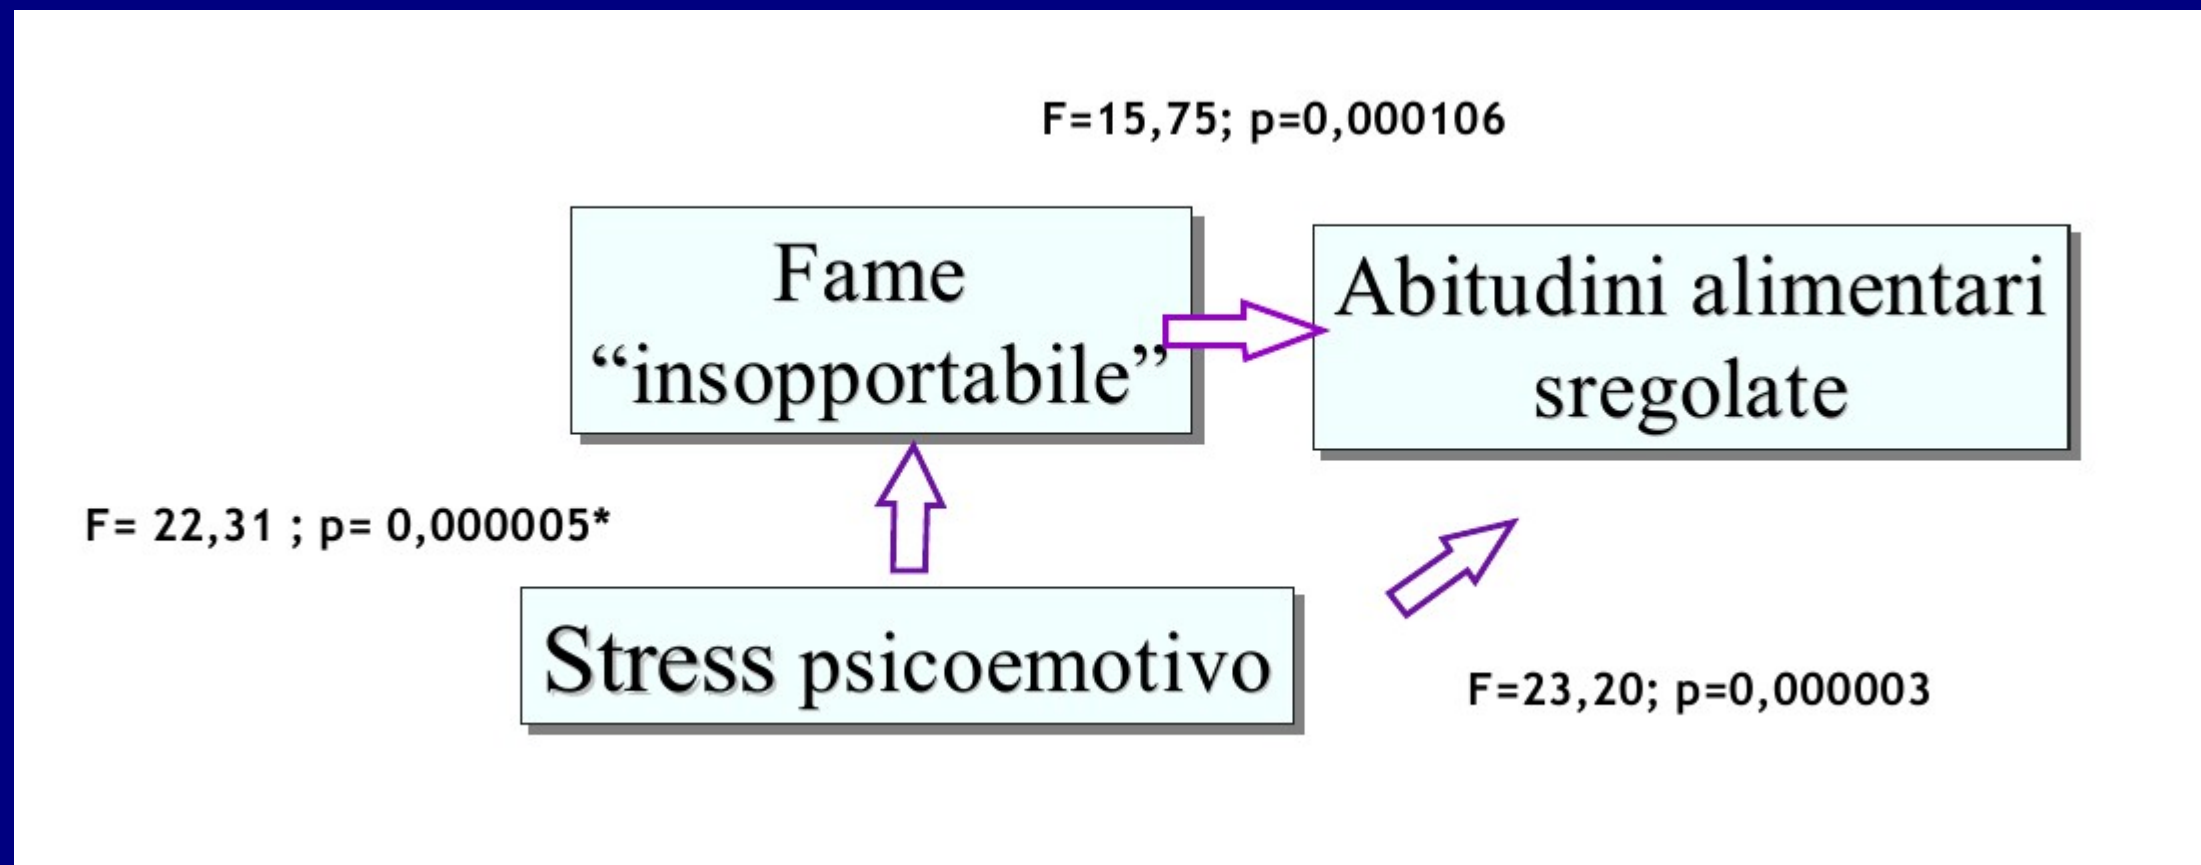 F=15,75; p=0,000106
Fame
“insopportabile”
Abitudini alimentari
sregolate
F= 22,31 ; p= 0,000005*
Stress psicoemotivo
F=23,20; p=0,000003